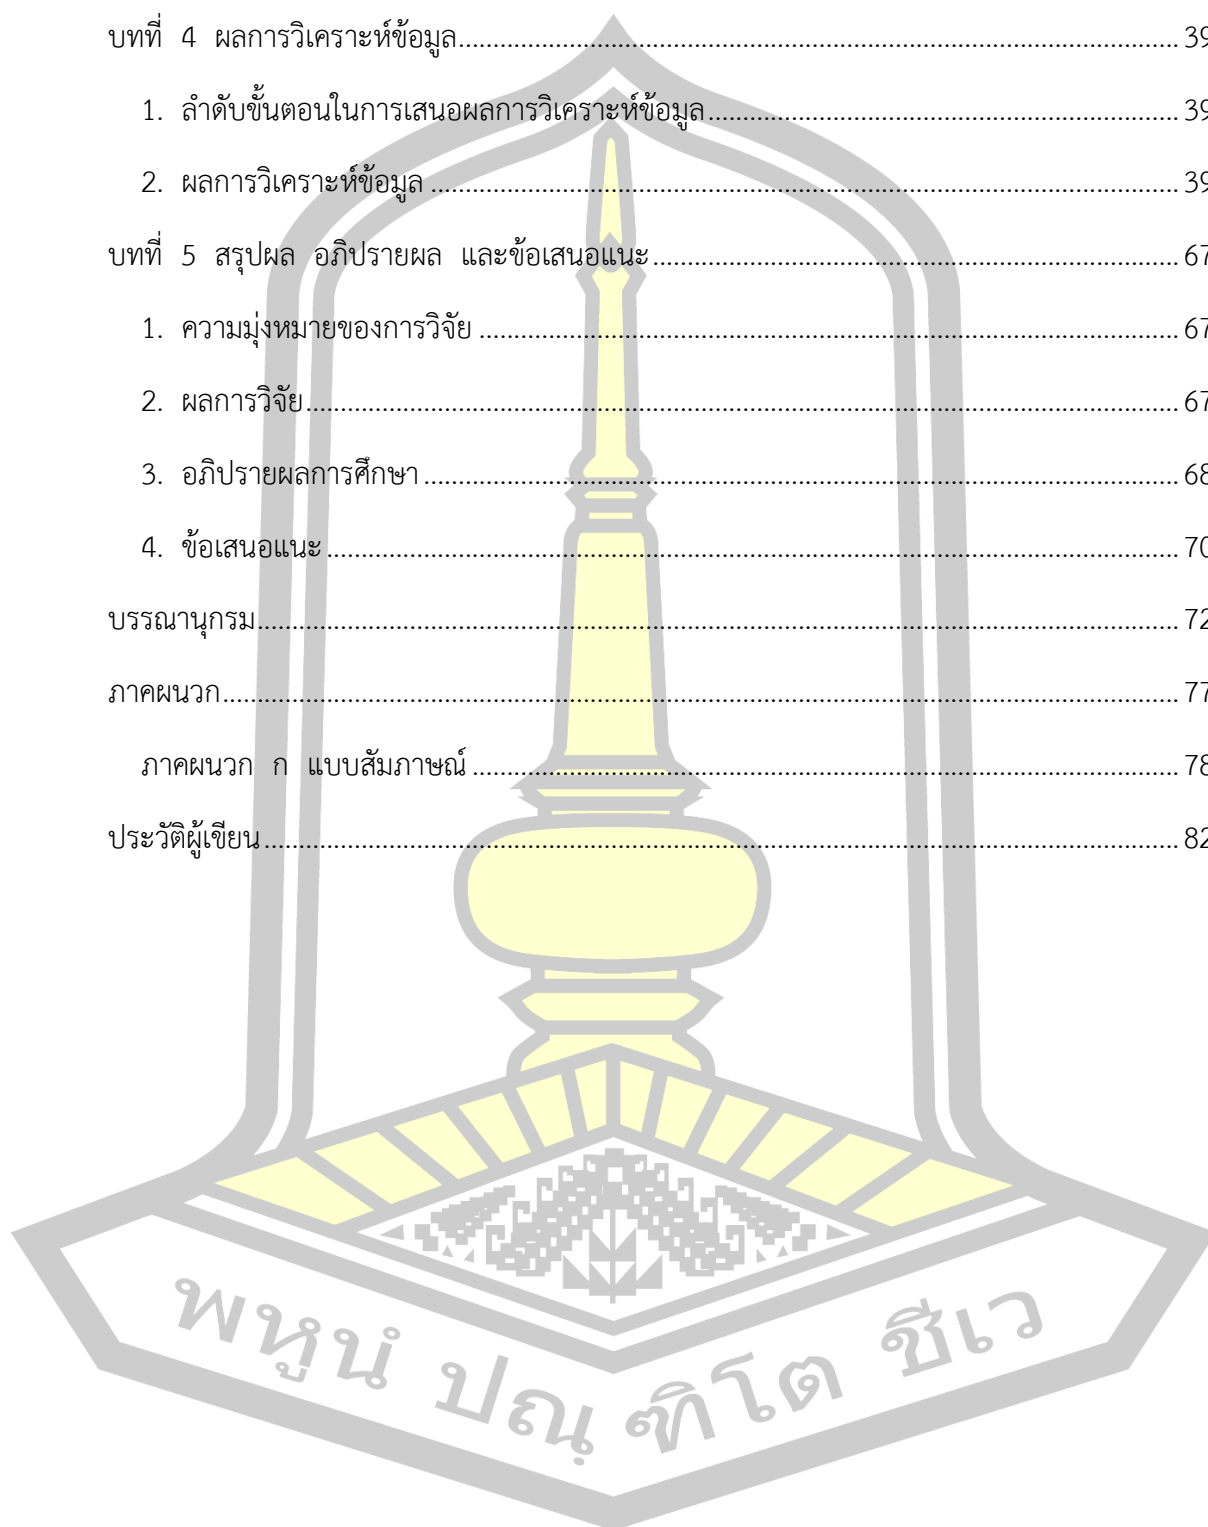 บทที่ 4 ผลการวิเคราะห์ข้อมูล 39
1. ลำดับขั้นตอนในการเสนอผลการวิเคราะห์ข้อมูล 39
2. ผลการวิเคราะห์ข้อมูล 39
บทที่ 5 สรุปผล อภิปรายผล และข้อเสนอแนะ 67
1. ความมุ่งหมายของการวิจัย 67
2. ผลการวิจัย 67
3. อภิปรายผลการศึกษา 68
4. ข้อเสนอแนะ 70
บรรณานุกรม 72
ภาคผนวก 77
ภาคผนวก ก แบบสัมภาษณ์ 78
ประวัติผู้เขียน 82
พหูนํ ปณฺฑิโต ชีเว